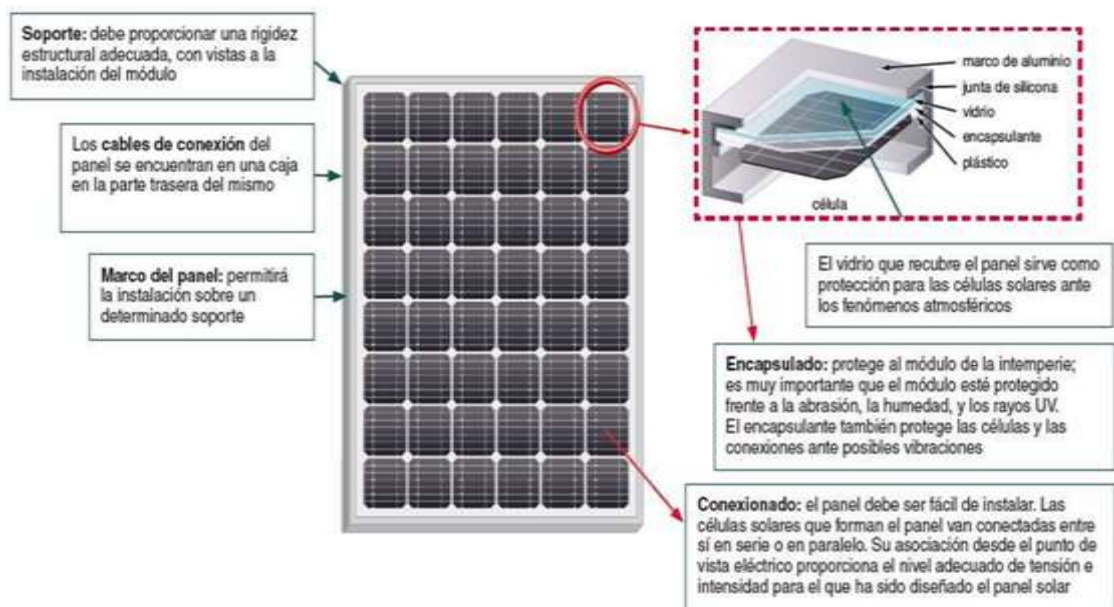 Soporte: debe proporcionar una rigidez
estructural adecuada, con vistas a la
instalación del módulo
Los cables de conexión del
panel se encuentran en una caja
en la parte trasera del mismo
Marco del panel: permitirá
la instalación sobre un
determinado soporte
marco de aluminio
junta de silicona
vidrio
encapsulante
plástico
célula
El vidrio que recubre el panel sirve como
protección para las células solares ante
los fenómenos atmosféricos
Encapsulado: protege al módulo de la intemperie;
es muy importante que el módulo esté protegido
frente a la abrasión, la humedad, y los rayos UV.
El encapsulante también protege las células y las
conexiones ante posibles vibraciones
Conexionado: el panel debe ser fácil de instalar. Las
células solares que forman el panel van conectadas entre
sí en serie o en paralelo. Su asociación desde el punto de
vista eléctrico proporciona el nivel adecuado de tensión e
intensidad para el que ha sido diseñado el panel solar